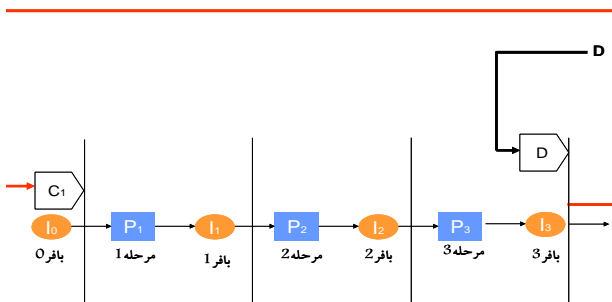 D
D
C1
I0
P1
I1
P2
I2
P3
I3
بافر0
مرحله1
بافر1
مرحله2
بافر2
مرحله3
بافر3